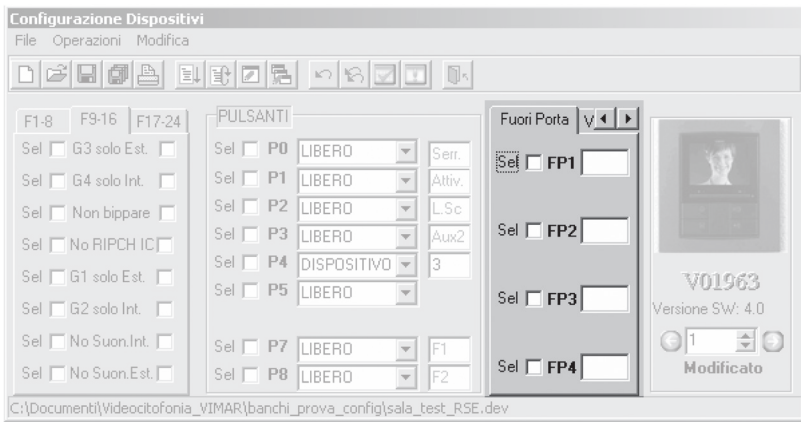 Configurazione Dispositivi
File Operazioni Modifica
F1-8 F9-16 F17-24
Sel G3 solo Est.
Sel G4 solo Int.
Sel Non bippare
Sel No RIPCH IC
Sel G1 solo Est.
Sel G2 solo Int.
Sel No Suon.Int.
Sel No Suon.Est.
PULSANTI
Sel P0 LIBERO Serr.
Sel P1 LIBERO Attiv.
Sel P2 LIBERO L.Sc
Sel P3 LIBERO Aux2
Sel P4 DISPOSITIVO 3
Sel P5 LIBERO
Sel P7 LIBERO F1
Sel P8 LIBERO F2
Fuori Porta V
Sel FP1
Sel FP2
Sel FP3
Sel FP4
V01963
Versione SW: 4.0
1
Modificato
C:\Documenti\Videocitofonia_VIMAR\banchi_prova_config\sala_test_RSE.dev